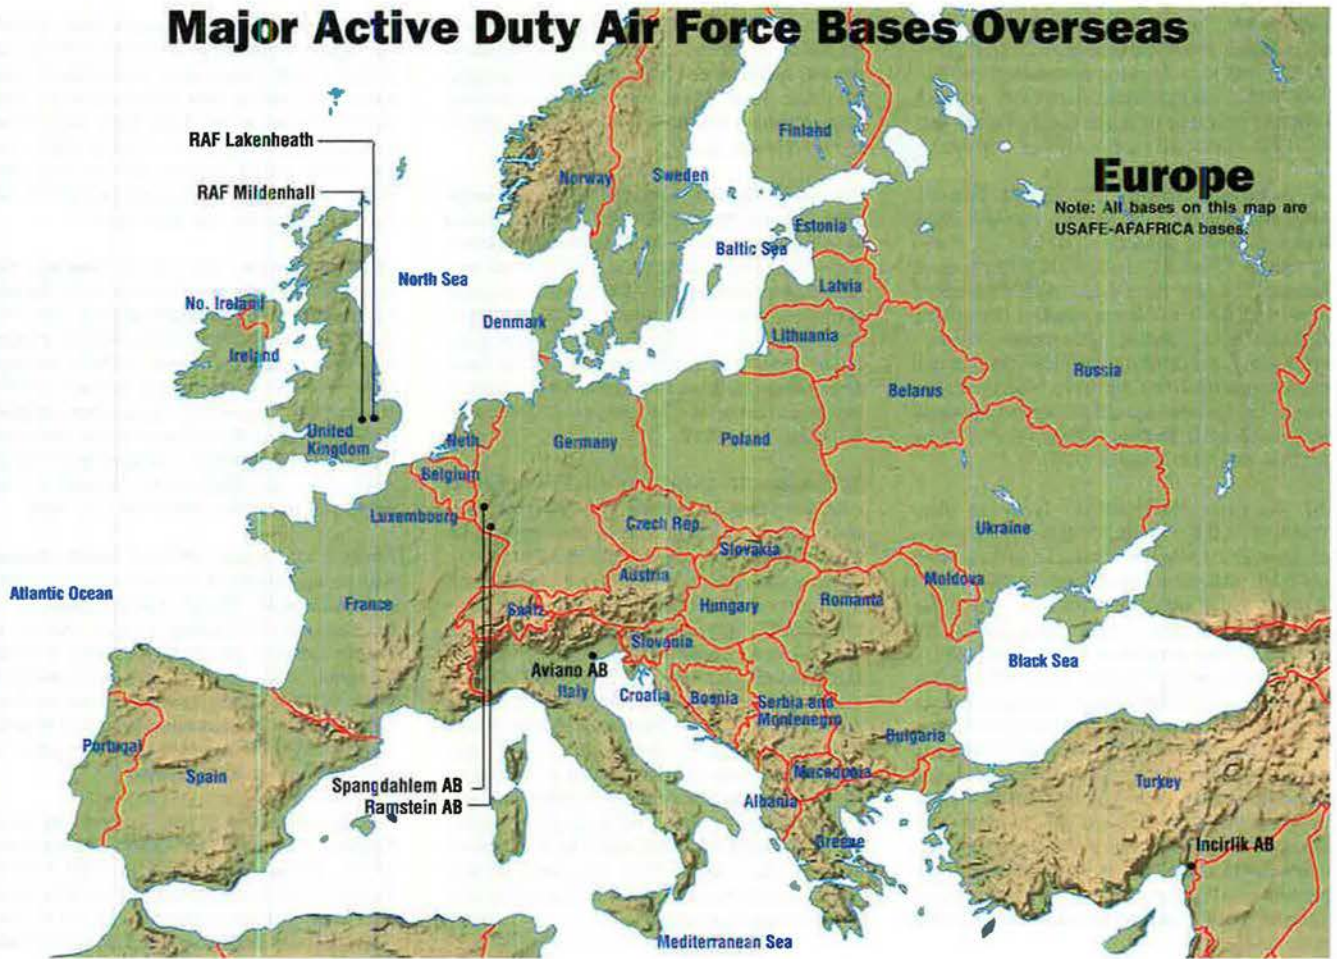 Major Active Duty Air Force Bases Overseas
Europe
Note: All bases on this map are
USAFE-AFAFRICA bases.
RAF Lakenheath
RAF Mildenhall
Finland
Norway
Sweden
Estonia
Baltic Sea
North Sea
Latvia
No. Ireland
Denmark
Lithuania
Ireland
Russia
Belarus
United
Kingdom
Neth
Germany
Poland
Belgium
Luxembourg
Czech Rep.
Ukraine
Slovakia
Austria
Moldova
Atlantic Ocean
France
Switz
Hungary
Romania
Slovenia
Black Sea
Aviano AB
Italy
Croatia
Bosnia
Serbia and
Montenegro
Bulgaria
Portugal
Spain
Macedonia
Turkey
Spangdahlem AB
Ramstein AB
Albania
Greece
Incirlik AB
Mediterranean Sea